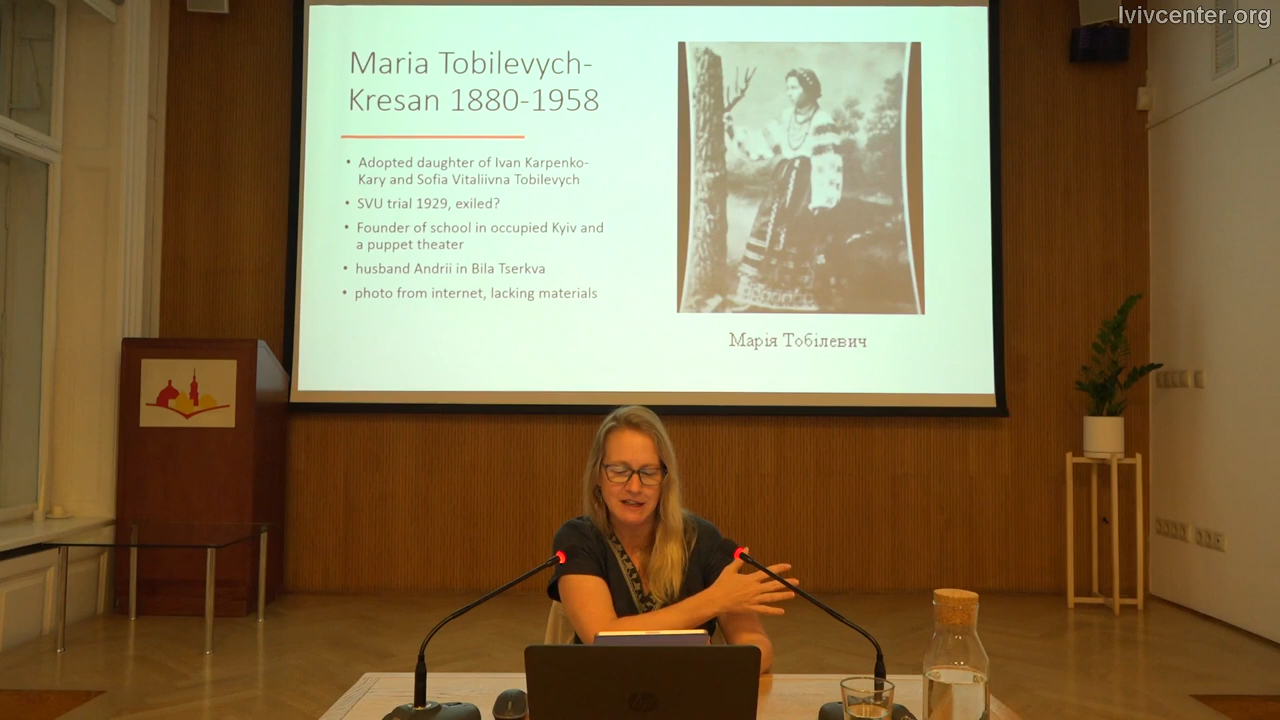 lvivcenter.org
Maria Tobilevych-
Kresan 1880-1958
• Adopted daughter of Ivan Karpenko-
Kary and Sofia Vitaliivna Tobilevych
• SVU trial 1929, exiled?
• Founder of school in occupied Kyiv and
a puppet theater
• husband Andrii in Bila Tserkva
• photo from internet, lacking materials
Марія Тобілевич
hp